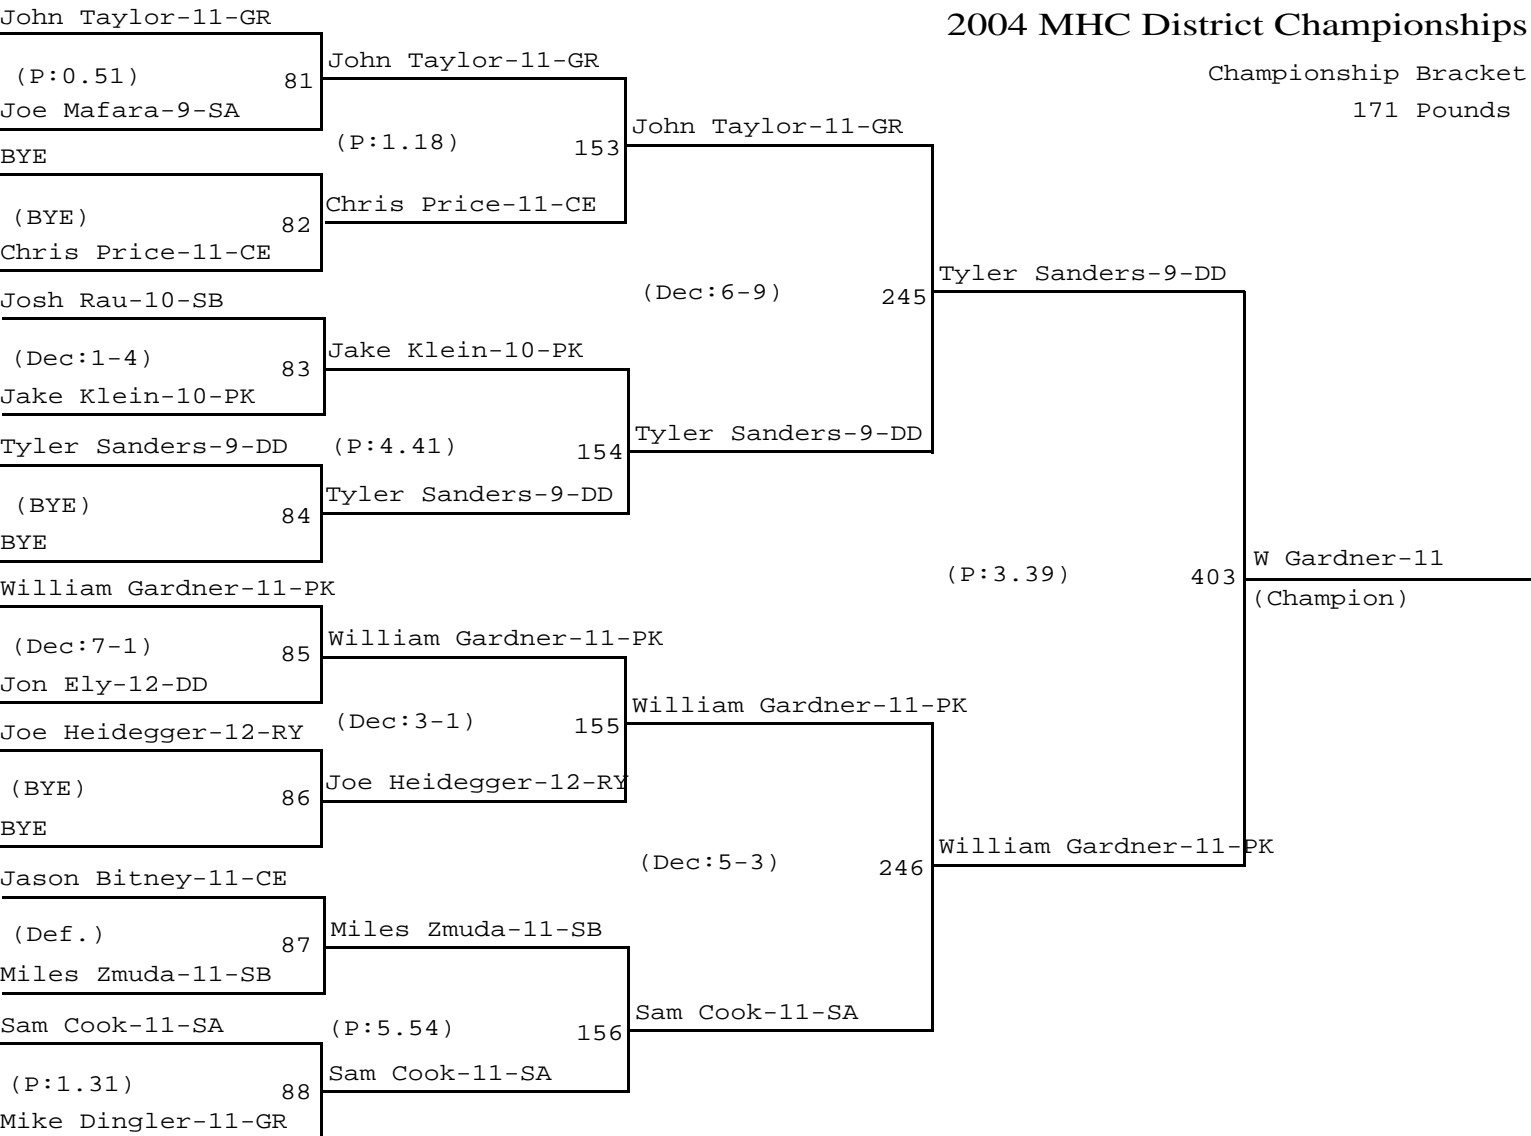 2004 MHC District Championships
Championship Bracket
171 Pounds
John Taylor-11-GR
(P:0.51) 81
Joe Mafara-9-SA
BYE
(BYE) 82
Chris Price-11-CE
Josh Rau-10-SB
(Dec:1-4) 83
Jake Klein-10-PK
Tyler Sanders-9-DD
(BYE) 84
BYE
William Gardner-11-PK
(Dec:7-1) 85
Jon Ely-12-DD
Joe Heidegger-12-RY
(BYE) 86
BYE
Jason Bitney-11-CE
(Def.) 87
Miles Zmuda-11-SB
Sam Cook-11-SA
(P:1.31) 88
Mike Dingler-11-GR
John Taylor-11-GR
(P:1.18) 153
Chris Price-11-CE
Jake Klein-10-PK
(P:4.41) 154
Tyler Sanders-9-DD
William Gardner-11-PK
(Dec:3-1) 155
Joe Heidegger-12-RY
Miles Zmuda-11-SB
(P:5.54) 156
Sam Cook-11-SA
John Taylor-11-GR
(Dec:6-9) 245
Tyler Sanders-9-DD
William Gardner-11-PK
(Dec:5-3) 246
Sam Cook-11-SA
Tyler Sanders-9-DD
(P:3.39) 403
William Gardner-11-PK
W Gardner-11
(Champion)